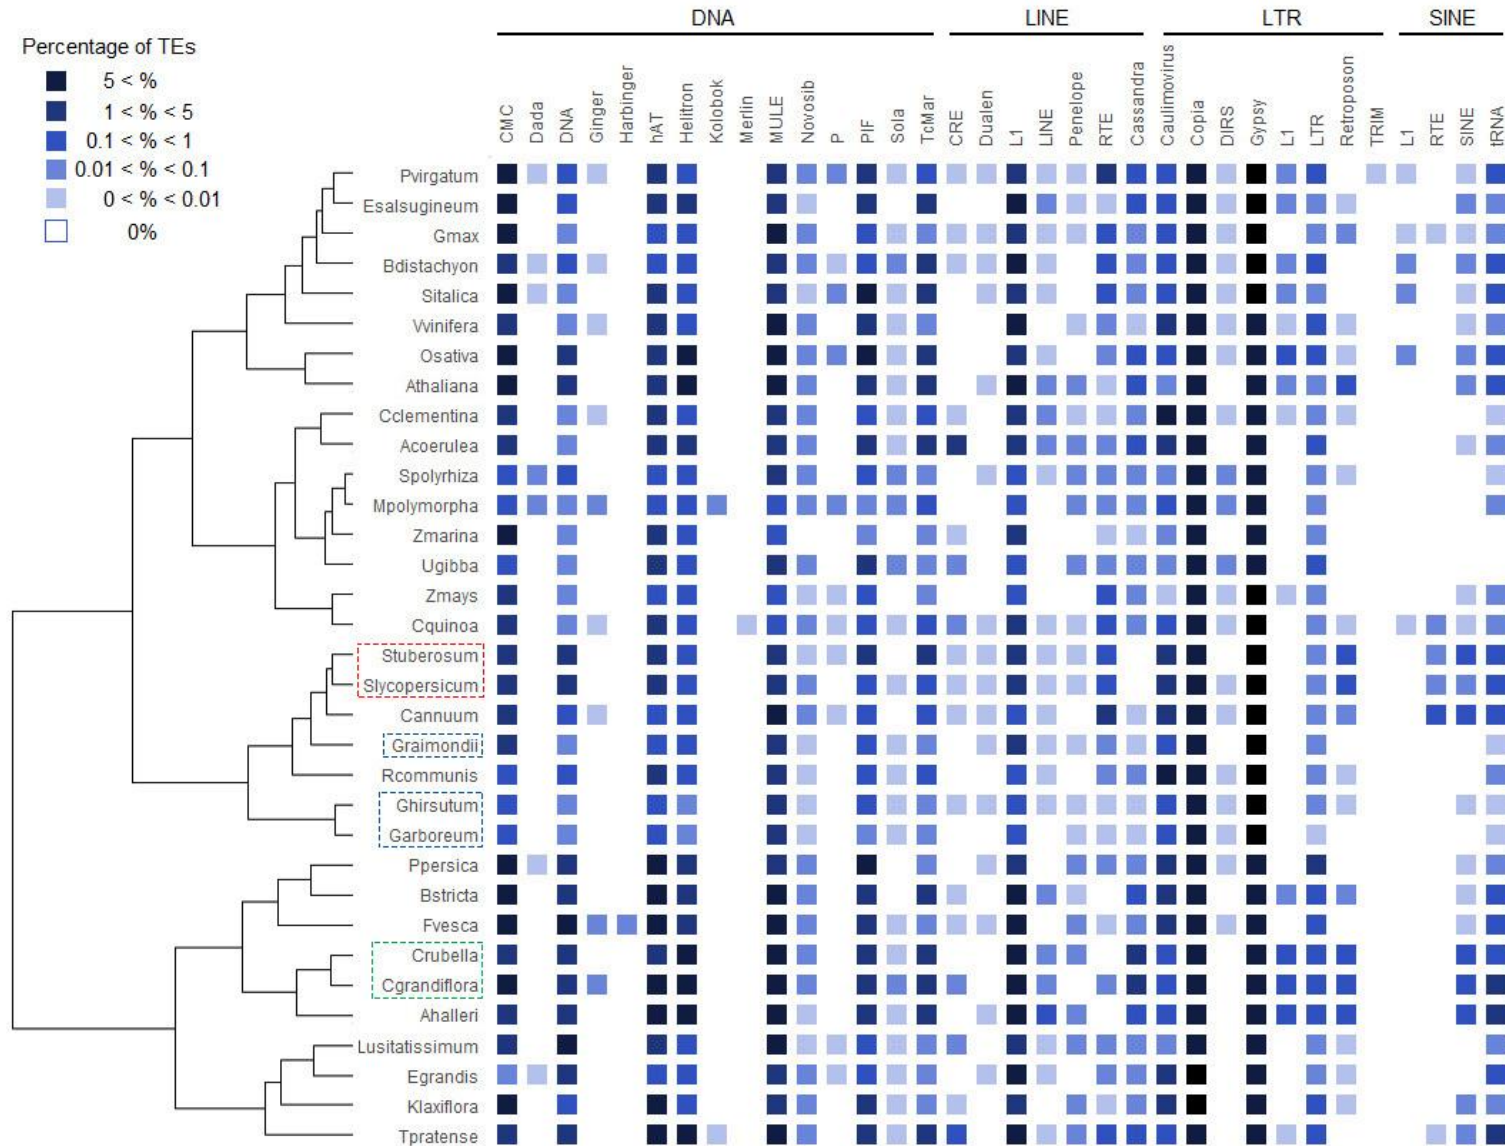 DNA LINE LTR SINE
Percentage of TEs
5 < %
1 < % < 5
0.1 < % < 1
0.01 < % < 0.1
0 < % < 0.01
0%
CMC Dada DNA Ginger Harbinger hAT Helitron Kolobok Merlin MULE Novosib P PIF Sola TcMar CRE Dualen L1 LINE Penelope RTE Cassandra Caulimovirus Copia DIRS Gypsy L1 LTR Retroposon TRIM L1 RTE SINE tRNA
Pvirgatum
Esalsugineum
Gmax
Bdistachyon
Sitalica
Vvinifera
Osativa
Athaliana
Cclementina
Acoerulea
Spolyrhiza
Mpolymorpha
Zmarina
Ugibba
Zmays
Cquinoa
Stuberosum
Slycopersicum
Cannuum
Graimondii
Rcommunis
Ghirsutum
Garboreum
Ppersica
Bstricta
Fvesca
Crubella
Cgrandiflora
Ahalleri
Lusitatissimum
Egrandis
Klaxiflora
Tpratense